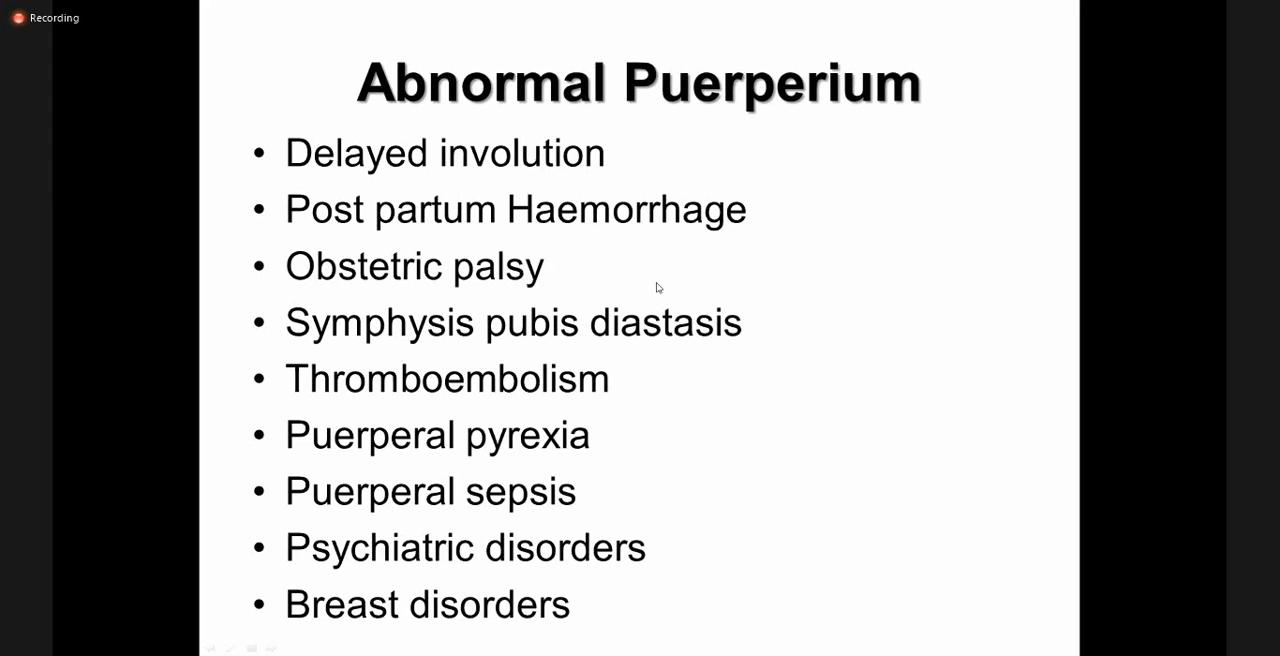 Recording
Abnormal Puerperium
• Delayed involution
• Post partum Haemorrhage
• Obstetric palsy
• Symphysis pubis diastasis
• Thromboembolism
• Puerperal pyrexia
• Puerperal sepsis
• Psychiatric disorders
• Breast disorders